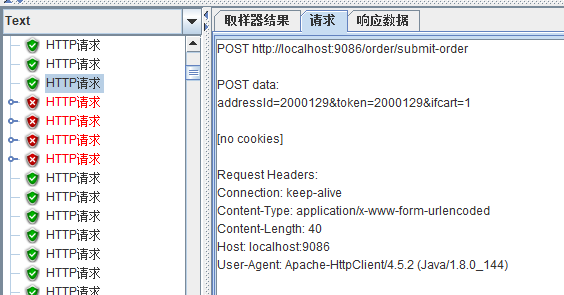 Text
取样器结果
请求
响应数据
HTTP请求
HTTP请求
HTTP请求
HTTP请求
HTTP请求
HTTP请求
HTTP请求
HTTP请求
HTTP请求
HTTP请求
HTTP请求
HTTP请求
HTTP请求
HTTP请求
POST http://localhost:9086/order/submit-order
POST data:
addressId=2000129&token=2000129&ifcart=1
[no cookies]
Request Headers:
Connection: keep-alive
Content-Type: application/x-www-form-urlencoded
Content-Length: 40
Host: localhost:9086
User-Agent: Apache-HttpClient/4.5.2 (Java/1.8.0_144)